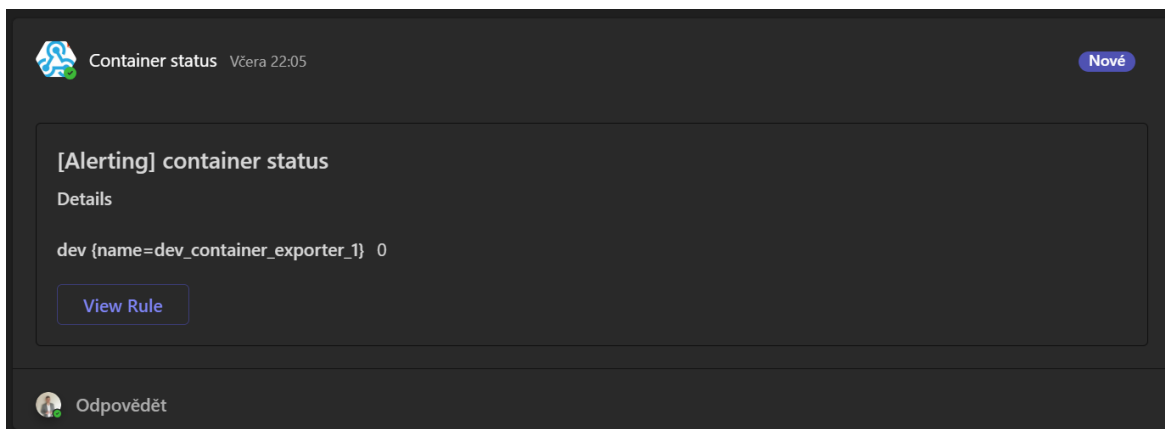 Container status Včera 22:05 Nové
[Alerting] container status
Details
dev {name=dev_container_exporter_1} 0
View Rule
Odpovědět